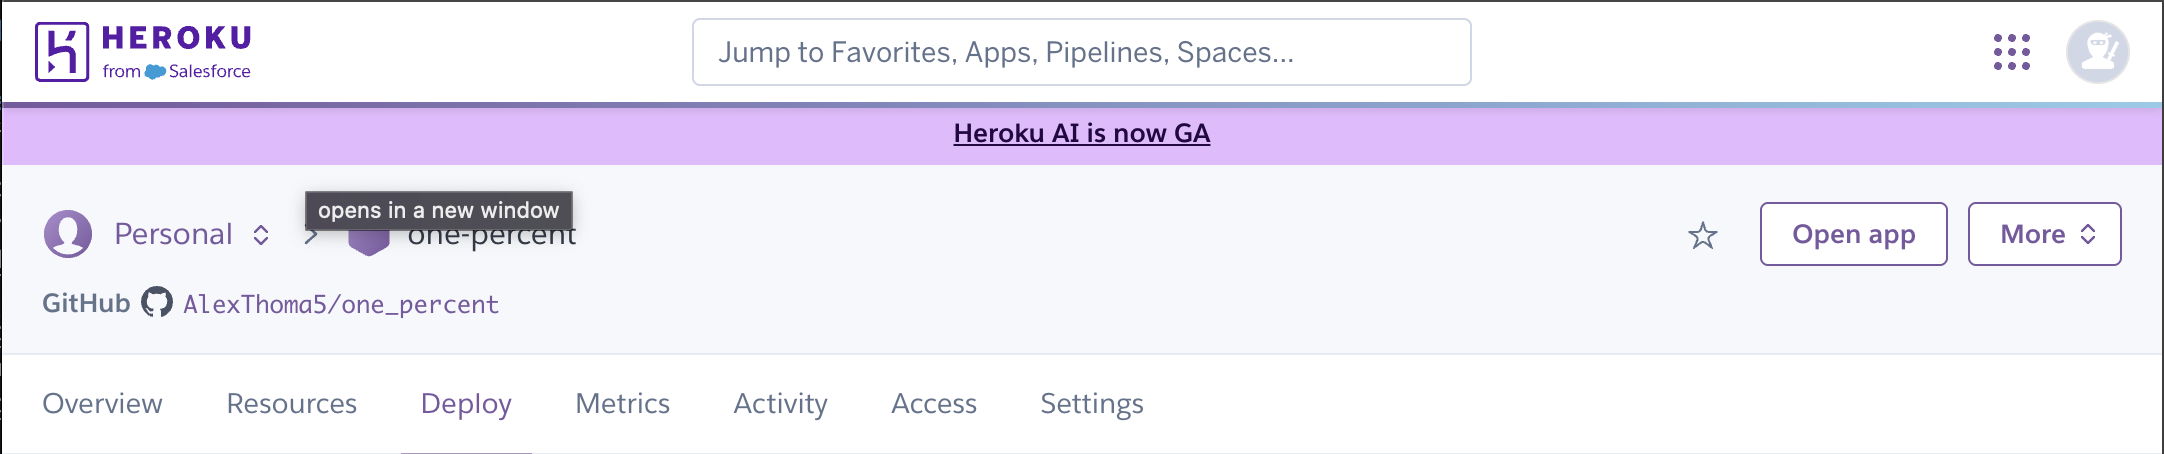 HEROKU
from Salesforce
Jump to Favorites, Apps, Pipelines, Spaces...
Heroku AI is now GA
opens in a new window
Personal > one-percent
Open app
More
GitHub AlexThoma5/one_percent
Overview Resources Deploy Metrics Activity Access Settings